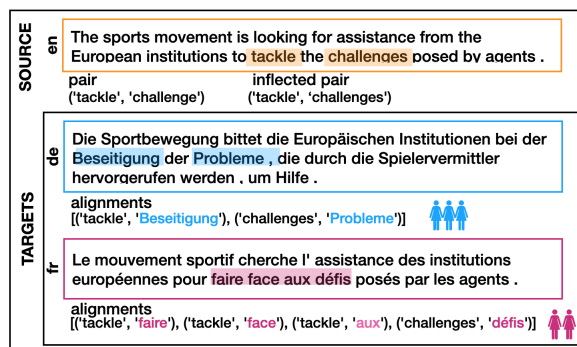 SOURCE
en
The sports movement is looking for assistance from the
European institutions to tackle the challenges posed by agents .
pair
('tackle', 'challenge')
inflected pair
('tackle', 'challenges')
TARGETS
de
Die Sportbewegung bittet die Europäischen Institutionen bei der
Beseitigung der Probleme , die durch die Spielervermittler
hervorgerufen werden , um Hilfe .
alignments
[('tackle', 'Beseitigung'), ('challenges', 'Probleme')]
fr
Le mouvement sportif cherche l' assistance des institutions
européennes pour faire face aux défis posés par les agents .
alignments
[('tackle', 'faire'), ('tackle', 'face'), ('tackle', 'aux'), ('challenges', 'défis')]